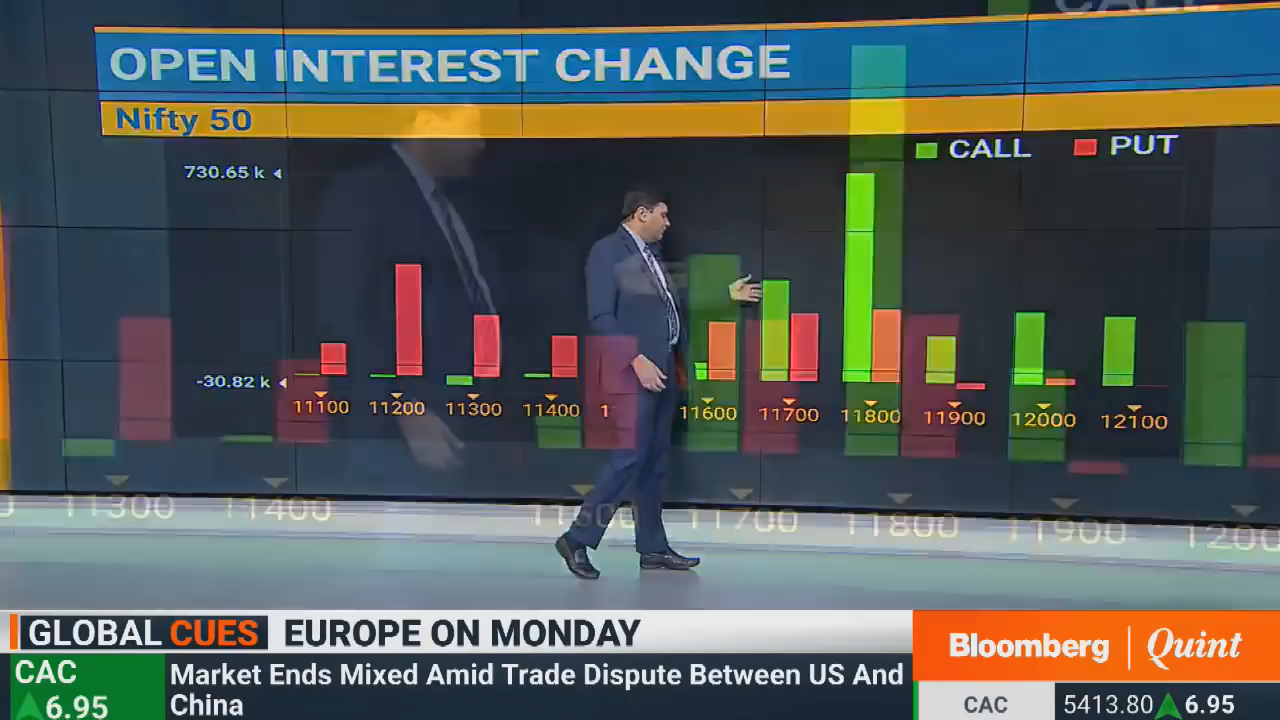 OPEN INTEREST CHANGE
Nifty 50
CALL PUT
730.65 k
-30.82 k
11100 11200 11300 11400 11600 11700 11800 11900 12000 12100
11300 11400 11600 11700 11800 11900
GLOBAL CUES EUROPE ON MONDAY
CAC
6.95
Market Ends Mixed Amid Trade Dispute Between US And
China
Bloomberg | Quint
CAC 5413.80 6.95